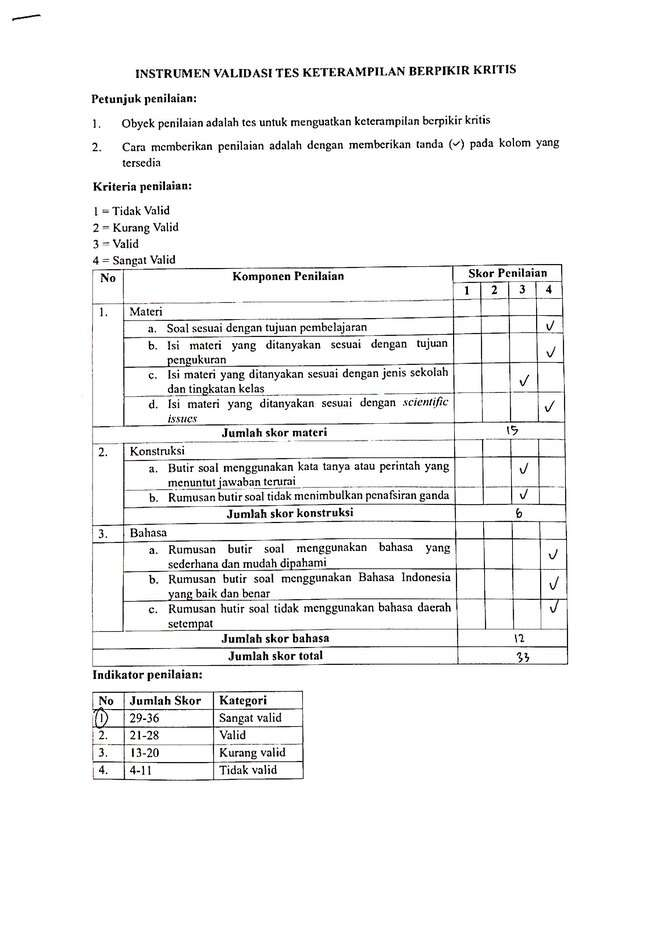 INSTRUMEN VALIDASI TES KETERAMPILAN BERPIKIR KRITIS
Petunjuk penilaian:
1. Obyek penilaian adalah tes untuk menguatkan keterampilan berpikir kritis
2. Cara memberikan penilaian adalah dengan memberikan tanda (✓) pada kolom yang
tersedia
Kriteria penilaian:
1 = Tidak Valid
2 = Kurang Valid
3 = Valid
4 = Sangat Valid
No Komponen Penilaian Skor Penilaian
1 2 3 4
1. Materi
a. Soal sesuai dengan tujuan pembelajaran ✓
b. Isi materi yang ditanyakan sesuai dengan tujuan
pengukuran ✓
c. Isi materi yang ditanyakan sesuai dengan jenis sekolah
dan tingkatan kelas ✓
d. Isi materi yang ditanyakan sesuai dengan scientific
issues ✓
Jumlah skor materi 15
2. Konstruksi
a. Butir soal menggunakan kata tanya atau perintah yang
menuntut jawaban terurai ✓
b. Rumusan butir soal tidak menimbulkan penafsiran ganda ✓
Jumlah skor konstruksi 6
3. Bahasa
a. Rumusan butir soal menggunakan bahasa yang
sederhana dan mudah dipahami ✓
b. Rumusan butir soal menggunakan Bahasa Indonesia
yang baik dan benar ✓
c. Rumusan butir soal tidak menggunakan bahasa daerah
setempat ✓
Jumlah skor bahasa 12
Jumlah skor total 33
Indikator penilaian:
No Jumlah Skor Kategori
1 29-36 Sangat valid
2. 21-28 Valid
3. 13-20 Kurang valid
4. 4-11 Tidak valid